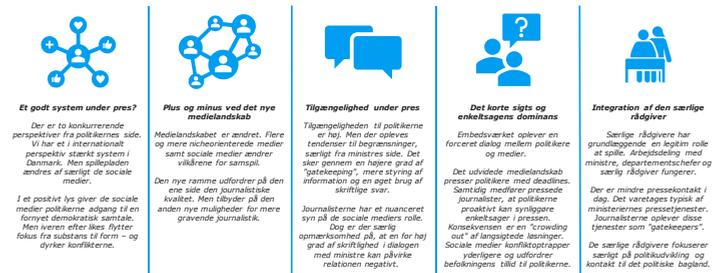 Et godt system under pres?
Der er to konkurrerende
perspektiver fra politikernes side.
Vi har et i internationalt
perspektiv stærkt system i
Danmark. Men spillepladen
ændres af særligt de sociale
medier.
I et positivt lys giver de sociale
medier politikerne adgang til en
fornyet demokratisk samtale.
Men iveren efter likes flytter
fokus fra substans til form – og
dyrker konflikterne.
Plus og minus ved det nye
medielandskab
Medielandskabet er ændret. Flere
og mere nicheorienterede medier
samt sociale medier ændrer
vilkårene for samspil.
Den nye ramme udfordrer på den
ene side den journalistiske
kvalitet. Men tilbyder på den
anden nye muligheder for mere
gravende journalistik.
Tilgængelighed under pres
Tilgængeligheden til politikerne
er høj. Men der opleves
tendenser til begrænsninger,
særligt fra ministres side. Det
sker gennem en højere grad af
"gatekeeping", mere styring af
information og en øget brug af
skriftlige svar.
Journalisterne har et nuanceret
syn på de sociale mediers rolle.
Dog er der særlig
opmærksomhed på, at en for høj
grad af skriftlighed i dialogen
med ministre kan påvirke
relationen negativt.
Det korte sigts og
enkeltsagens dominans
Embedsværket oplever en
forceret dialog mellem politikere
og medier.
Det udvidede medielandskab
presser politikere med deadlines.
Samtidig medfører pressede
journalister, at politikere
proaktivt kan synliggøre
enkeltsager i pressen.
Konsekvensen er en "crowding
out" af langsigtede løsninger.
Sociale medier konfliktoptrapper
yderligere og udfordrer
befolkningens tillid til politikerne.
Integration af den særlige
rådgiver
Særlige rådgivere har
grundlæggende en legitim rolle
at spille. Arbejdsdeling med
ministre, departementschefer og
særlig rådgiver fungerer.
Der er mindre pressekontakt i
dag. Det varetages typisk af
ministeriernes pressetjenester.
Journalisterne oplever disse
tjenester som "gatekeepers".
De særlige rådgivere fokuserer
særligt på politikudvikling og
kontakt til det politiske bagland.